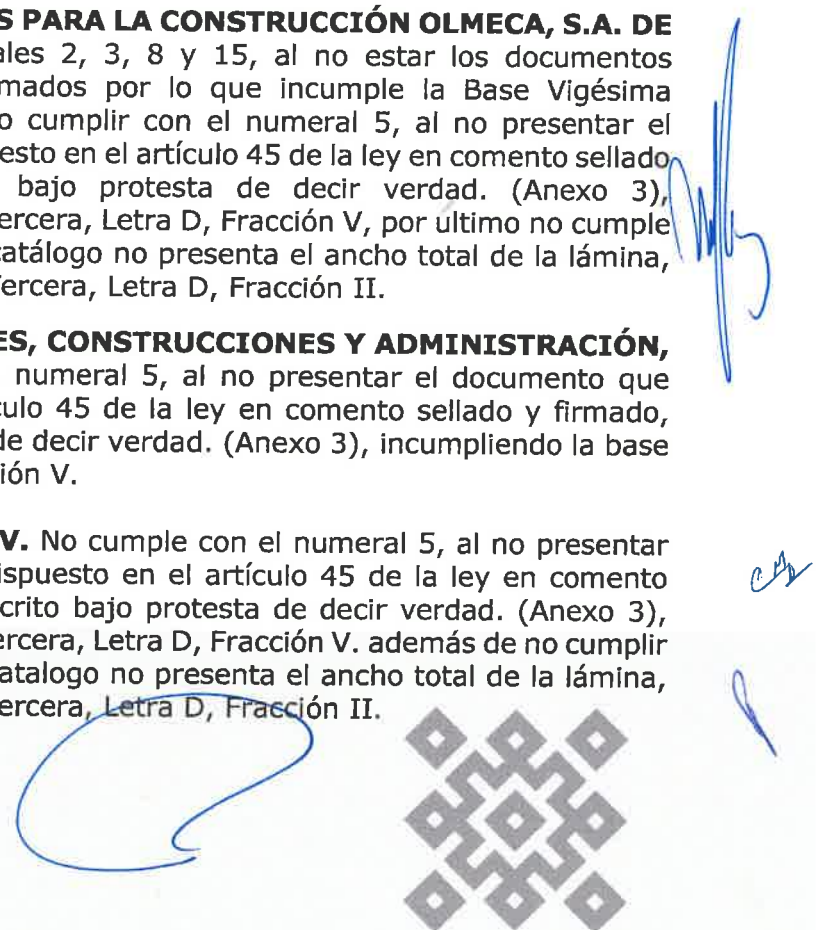 S PARA LA CONSTRUCCIÓN OLMECA, S.A. DE
ales 2, 3, 8 y 15, al no estar los documentos
mados por lo que incumple la Base Vigésima
o cumplir con el numeral 5, al no presentar el
esto en el artículo 45 de la ley en comento sellado
bajo protesta de decir verdad. (Anexo 3),
ercera, Letra D, Fracción V, por último no cumple
catálogo no presenta el ancho total de la lámina,
Tercera, Letra D, Fracción II.
ES, CONSTRUCCIONES Y ADMINISTRACIÓN,
numeral 5, al no presentar el documento que
culo 45 de la ley en comento sellado y firmado,
de decir verdad. (Anexo 3), incumpliendo la base
ión V.
V. No cumple con el numeral 5, al no presentar
ispuesto en el artículo 45 de la ley en comento
crito bajo protesta de decir verdad. (Anexo 3),
ercera, Letra D, Fracción V. además de no cumplir
atalogo no presenta el ancho total de la lámina,
ercera, Letra D, Fracción II.